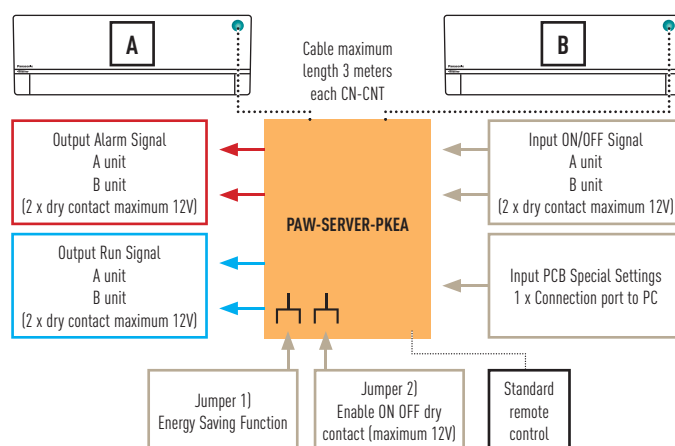 A
B
Panasonic
Panasonic
Cable maximum
length 3 meters
each CN-CNT
Output Alarm Signal
A unit
B unit
(2 x dry contact maximum 12V)
Input ON/OFF Signal
A unit
B unit
(2 x dry contact maximum 12V)
PAW-SERVER-PKEA
Output Run Signal
A unit
B unit
(2 x dry contact maximum 12V)
Input PCB Special Settings
1 x Connection port to PC
Jumper 1)
Energy Saving Function
Jumper 2)
Enable ON OFF dry
contact (maximum 12V)
Standard
remote
control